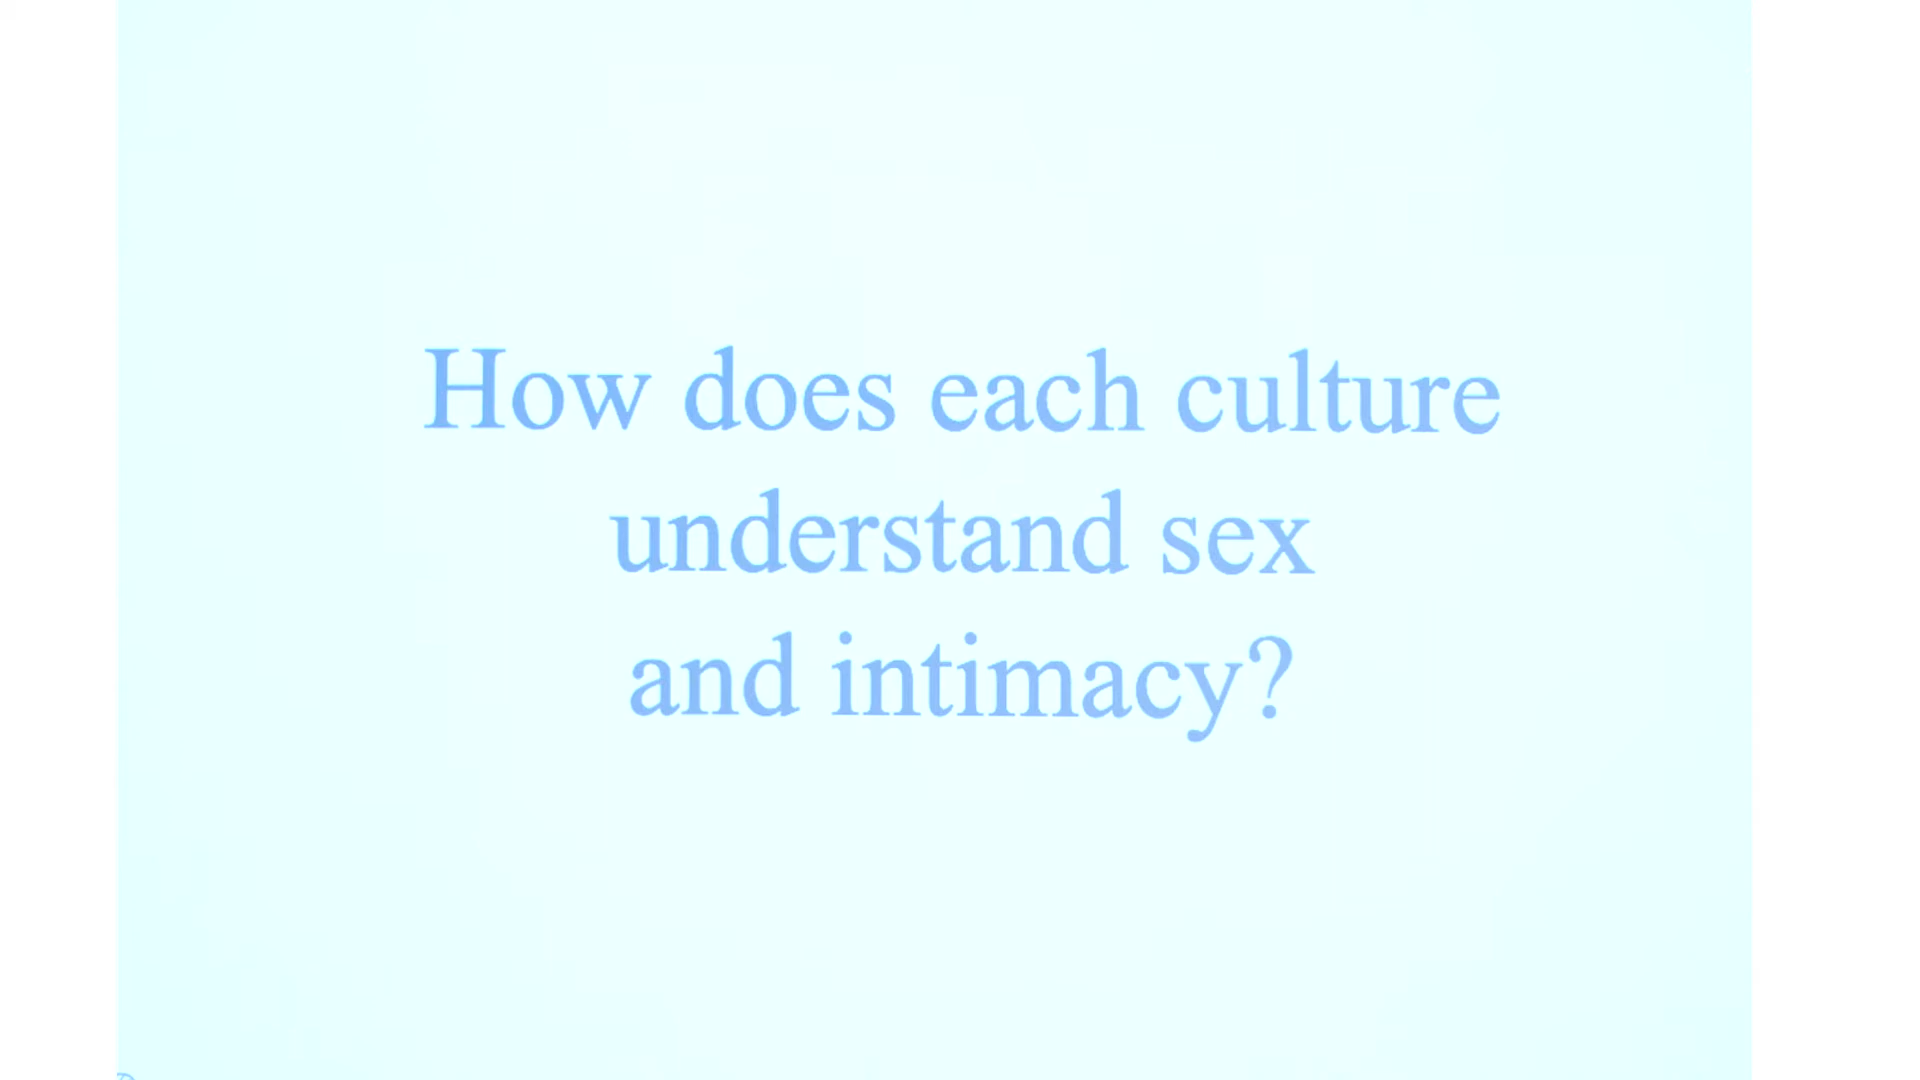 How does each culture
understand sex
and intimacy?